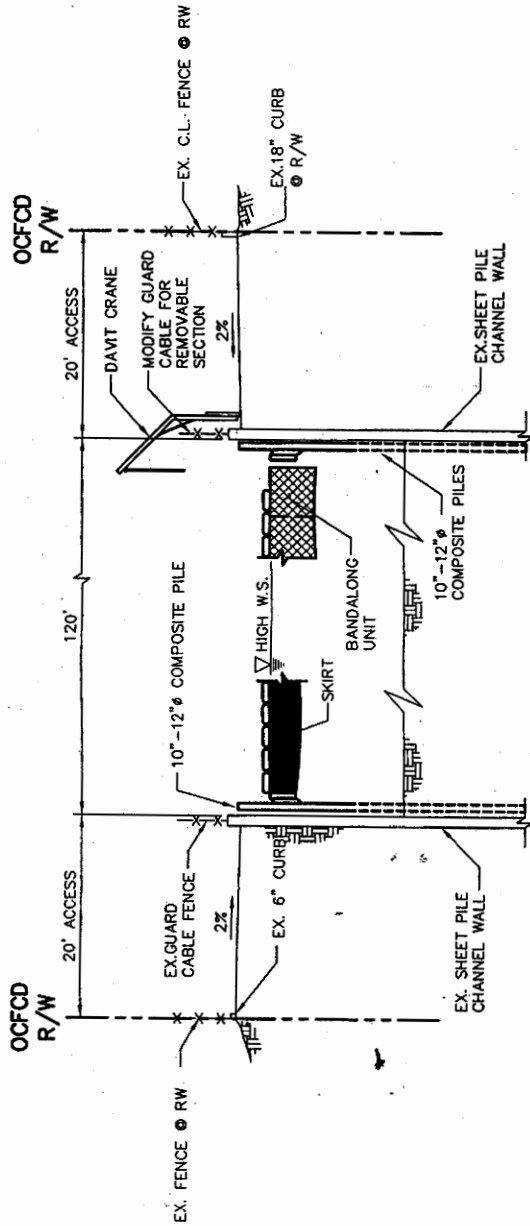 OCFCD
R/W
20' ACCESS
120'
20' ACCESS
OCFCD
R/W
EX. FENCE @ RW
EX.GUARD
CABLE FENCE
2%
EX. 6" CURB
10"-12"ø COMPOSITE PILE
HIGH W.S.
SKIRT
BANDALONG
UNIT
10"-12"ø
COMPOSITE PILES
DAVIT CRANE
MODIFY GUARD
CABLE FOR
REMOVABLE
SECTION
2%
EX. C.L. FENCE @ RW
EX.18" CURB
@ R/W
EX. SHEET PILE
CHANNEL WALL
EX.SHEET PILE
CHANNEL WALL